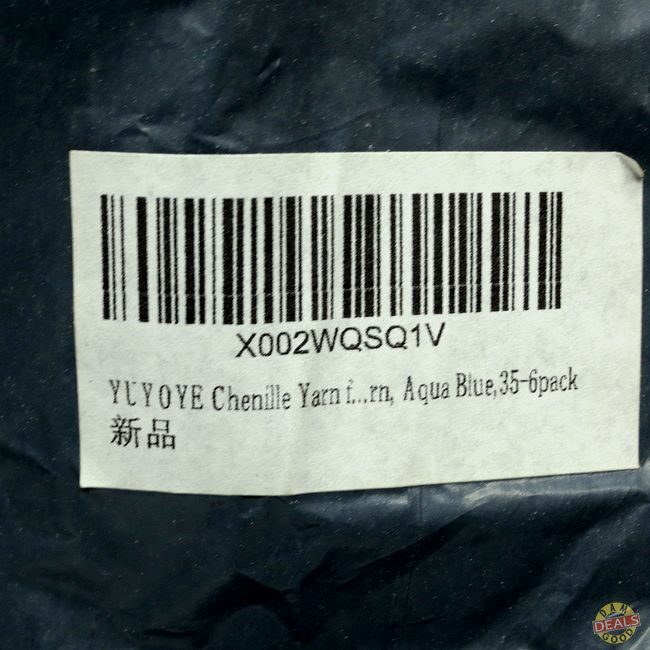 X002WQSQ1V
YUYOYE Chenille Yarn f...rn, Aqua Blue,35-6pack
新品
DAM
DEALS
GOOD